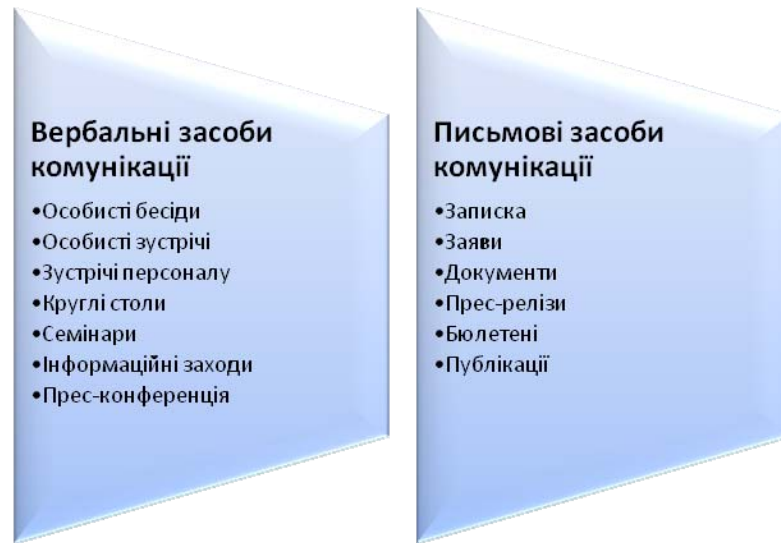 Вербальні засоби
комунікації
•Особисті бесіди
•Особисті зустрічі
•Зустрічі персоналу
•Круглі столи
•Семінари
•Інформаційні заходи
•Прес-конференція
Письмові засоби
комунікації
•Записка
•Заяви
•Документи
•Прес-релізи
•Бюлетені
•Публікації